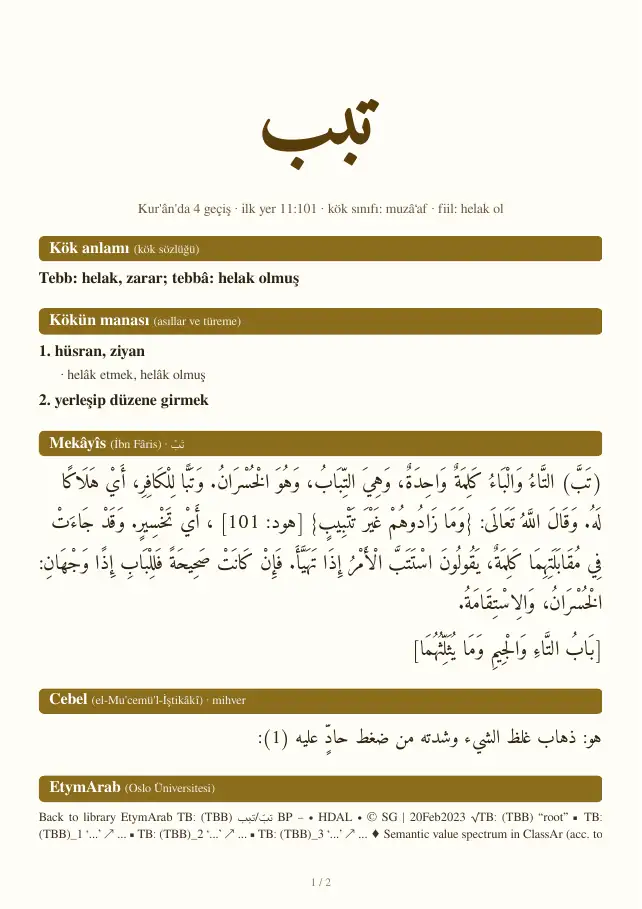 تبب
Kur'ân'da 4 geçiş · ilk yer 11:101 · kök sınıfı: muzâ'af · fiil: helak ol
Kök anlamı (kök sözlüğü)
Tebb: helak, zarar; tebbâ: helak olmuş
Kökün manası (asıllar ve türeme)
1. hüsran, ziyan
· helâk etmek, helâk olmuş
2. yerleşip düzene girmek
Mekâyîs (İbn Fâris) · تبّ
(تَبَّ) التَّاءُ وَالْبَاءُ كَلِمَةٌ وَاحِدَةٌ، وَهِيَ التَّبَابُ، وَهُوَ الْخُسْرَانُ. وَتَبًّا لِلْكَافِرِ، أَيْ هَلَاكًا
لَهُ. وَقَالَ اللَّهُ تَعَالَى: {وَمَا زَادُوهُمْ غَيْرَ تَتْبِيبٍ} [هود: 101] ، أَيْ تَخْسِيرٍ. وَقَدْ جَاءَتْ
فِي مُقَابَلَتِهِمَا كَلِمَةٌ، يَقُولُونَ اسْتَتَبَّ الْأَمْرُ إِذَا تَهَيَّأَ. فَإِنْ كَانَتْ صَحِيحَةً فَلِلْبَابِ إِذًا وَجْهَانِ:
الْخُسْرَانُ، وَالِاسْتِقَامَةُ.
[بَابُ التَّاءِ وَالْجِيمِ وَمَا يُثَلِّثُهُمَا]
Cebel (el-Mu'cemü'l-İştikâkî) · mihver
هو: ذهاب غلظ الشيء وشدته من ضغط حادٍّ عليه (1):
EtymArab (Oslo Üniversitesi)
Back to library EtymArab TB: (TBB) تبّ/تبب BP – • HDAL • © SG | 20Feb2023 √TB: (TBB) “root” ▪ TB:
(TBB)_1 ‘...’ ↗ ... ▪ TB: (TBB)_2 ‘...’ ↗ ... ▪ TB: (TBB)_3 ‘...’ ↗ ... ♦ Semantic value spectrum in ClassAr (acc. to
1 / 2